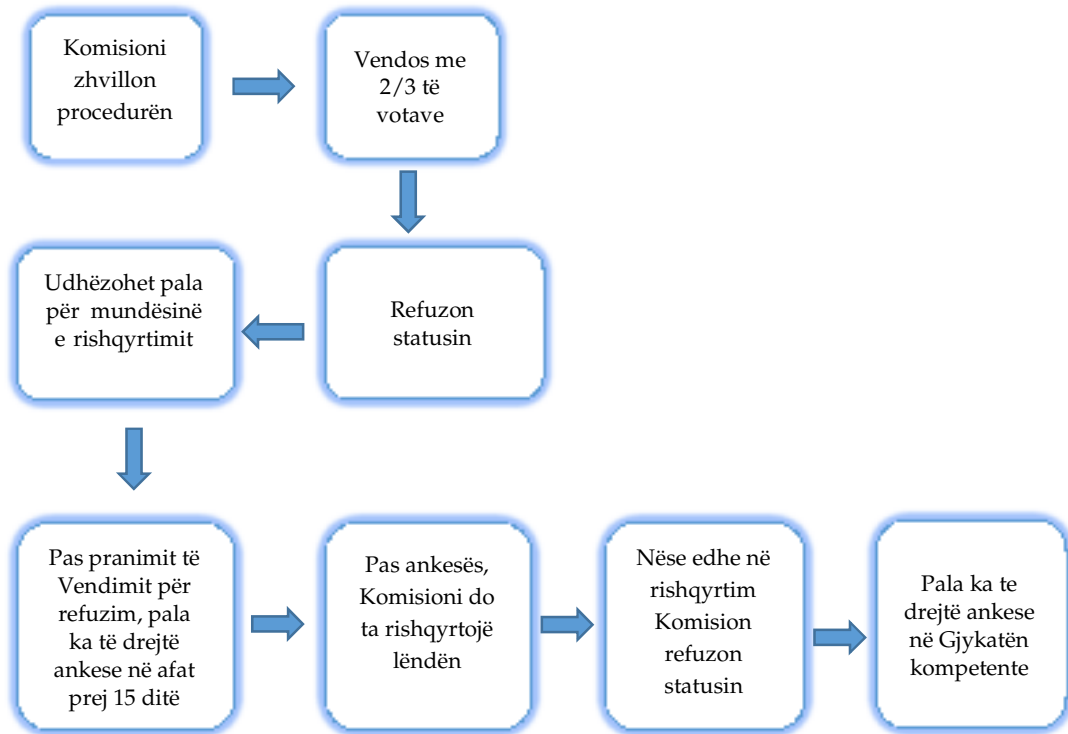 Komisioni
zhvillon
procedurën
Vendos me
2/3 të
votave
Refuzon
statusin
Udhëzohet pala
për mundësinë
e rishqyrtimit
Pas pranimit të
Vendimit për
refuzim, pala
ka të drejtë
ankese në afat
prej 15 ditë
Pas ankesës,
Komisioni do
ta rishqyrtojë
lëndën
Nëse edhe në
rishqyrtim
Komision
refuzon
statusin
Pala ka te
drejtë ankese
në Gjykatën
kompetente